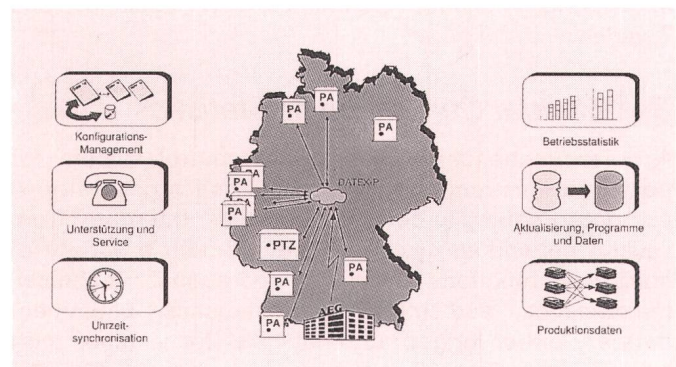 Konfigurations-
Management
Unterstützung und
Service
Uhrzeit-
synchronisation
PA
PA
PA
PA
PA
PA
PA
DATEX-P
PTZ
PA
PA
PA
AEG
Betriebsstatistik
Aktualisierung, Programme
und Daten
Produktionsdaten